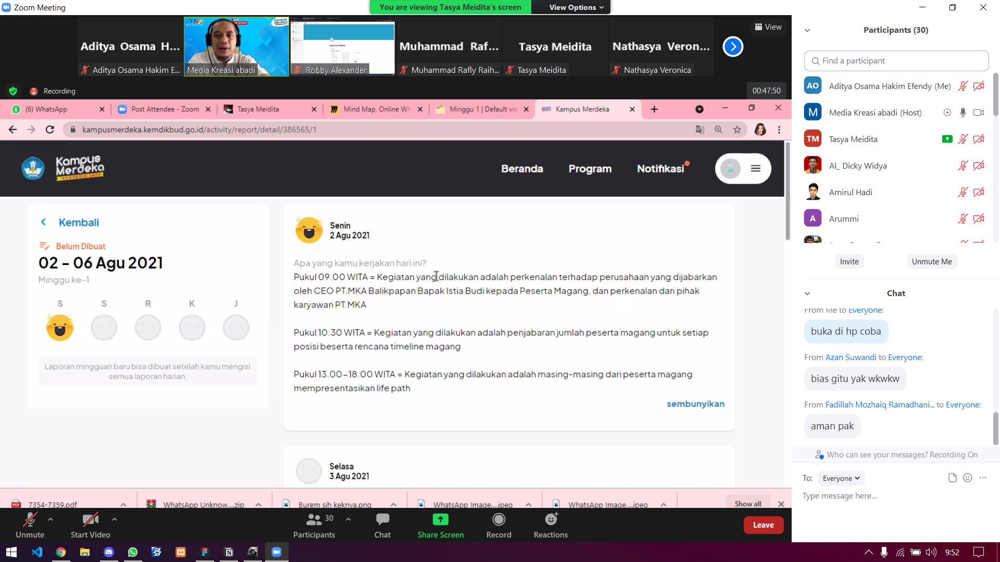 Zoom Meeting
You are viewing Tasya Meidita's screen
View Options
Aditya Osama H...
Muhammad Raf...
Tasya Meidita
Nathasya Veron...
View
Aditya Osama Hakim E...
Media Kreasi abadi
Robby Alexander
Muhammad Rafly Raih...
Tasya Meidita
Nathasya Veronica
Recording
00:47:50
(6) WhatsApp
Post Attendee - Zoom
Tasya Meidita
Mind Map, Online Wh
Minggu 1 | Default vie
Kampus Merdeka
kampusmerdeka.kemdikbud.go.id/activity/report/detail/386565/1
Kampus
Merdeka
INDONESIA JAYA
Beranda
Program
Notifikasi
Kembali
Belum Dibuat
02 - 06 Agu 2021
Minggu ke-1
S S R K J
Laporan mingguan baru bisa dibuat setelah kamu mengisi
semua laporan harian.
Senin
2 Agu 2021
Apa yang kamu kerjakan hari ini?
Pukul 09.00 WITA = Kegiatan yang dilakukan adalah perkenalan terhadap perusahaan yang dijabarkan
oleh CEO PT.MKA Balikpapan Bapak Istia Budi kepada Peserta Magang, dan perkenalan dari pihak
karyawan PT.MKA
Pukul 10.30 WITA = Kegiatan yang dilakukan adalah penjabaran jumlah peserta magang untuk setiap
posisi beserta rencana timeline magang
Pukul 13.00-18.00 WITA = Kegiatan yang dilakukan adalah masing-masing dari peserta magang
mempresentasikan life path
sembunyikan
Selasa
3 Agu 2021
7354-7359.pdf
WhatsApp Unknow....zip
Burem sih keknya.png
WhatsApp Image....jpeg
WhatsApp Image....jpeg
Show all
Unmute
Start Video
30
Participants
Chat
Share Screen
Record
Reactions
Leave
Participants (30)
Find a participant
AO Aditya Osama Hakim Efendy (Me)
M Media Kreasi abadi (Host)
TM Tasya Meidita
AI_ Dicky Widya
Amirul Hadi
A Arummi
Invite
Unmute Me
Chat
From Me to Everyone:
buka di hp coba
From Azan Suwandi to Everyone:
bias gitu yak wkwkw
From Fadillah Mozhaiq Ramadhani... to Everyone:
aman pak
Who can see your messages? Recording On
To: Everyone
Type message here...
9:52